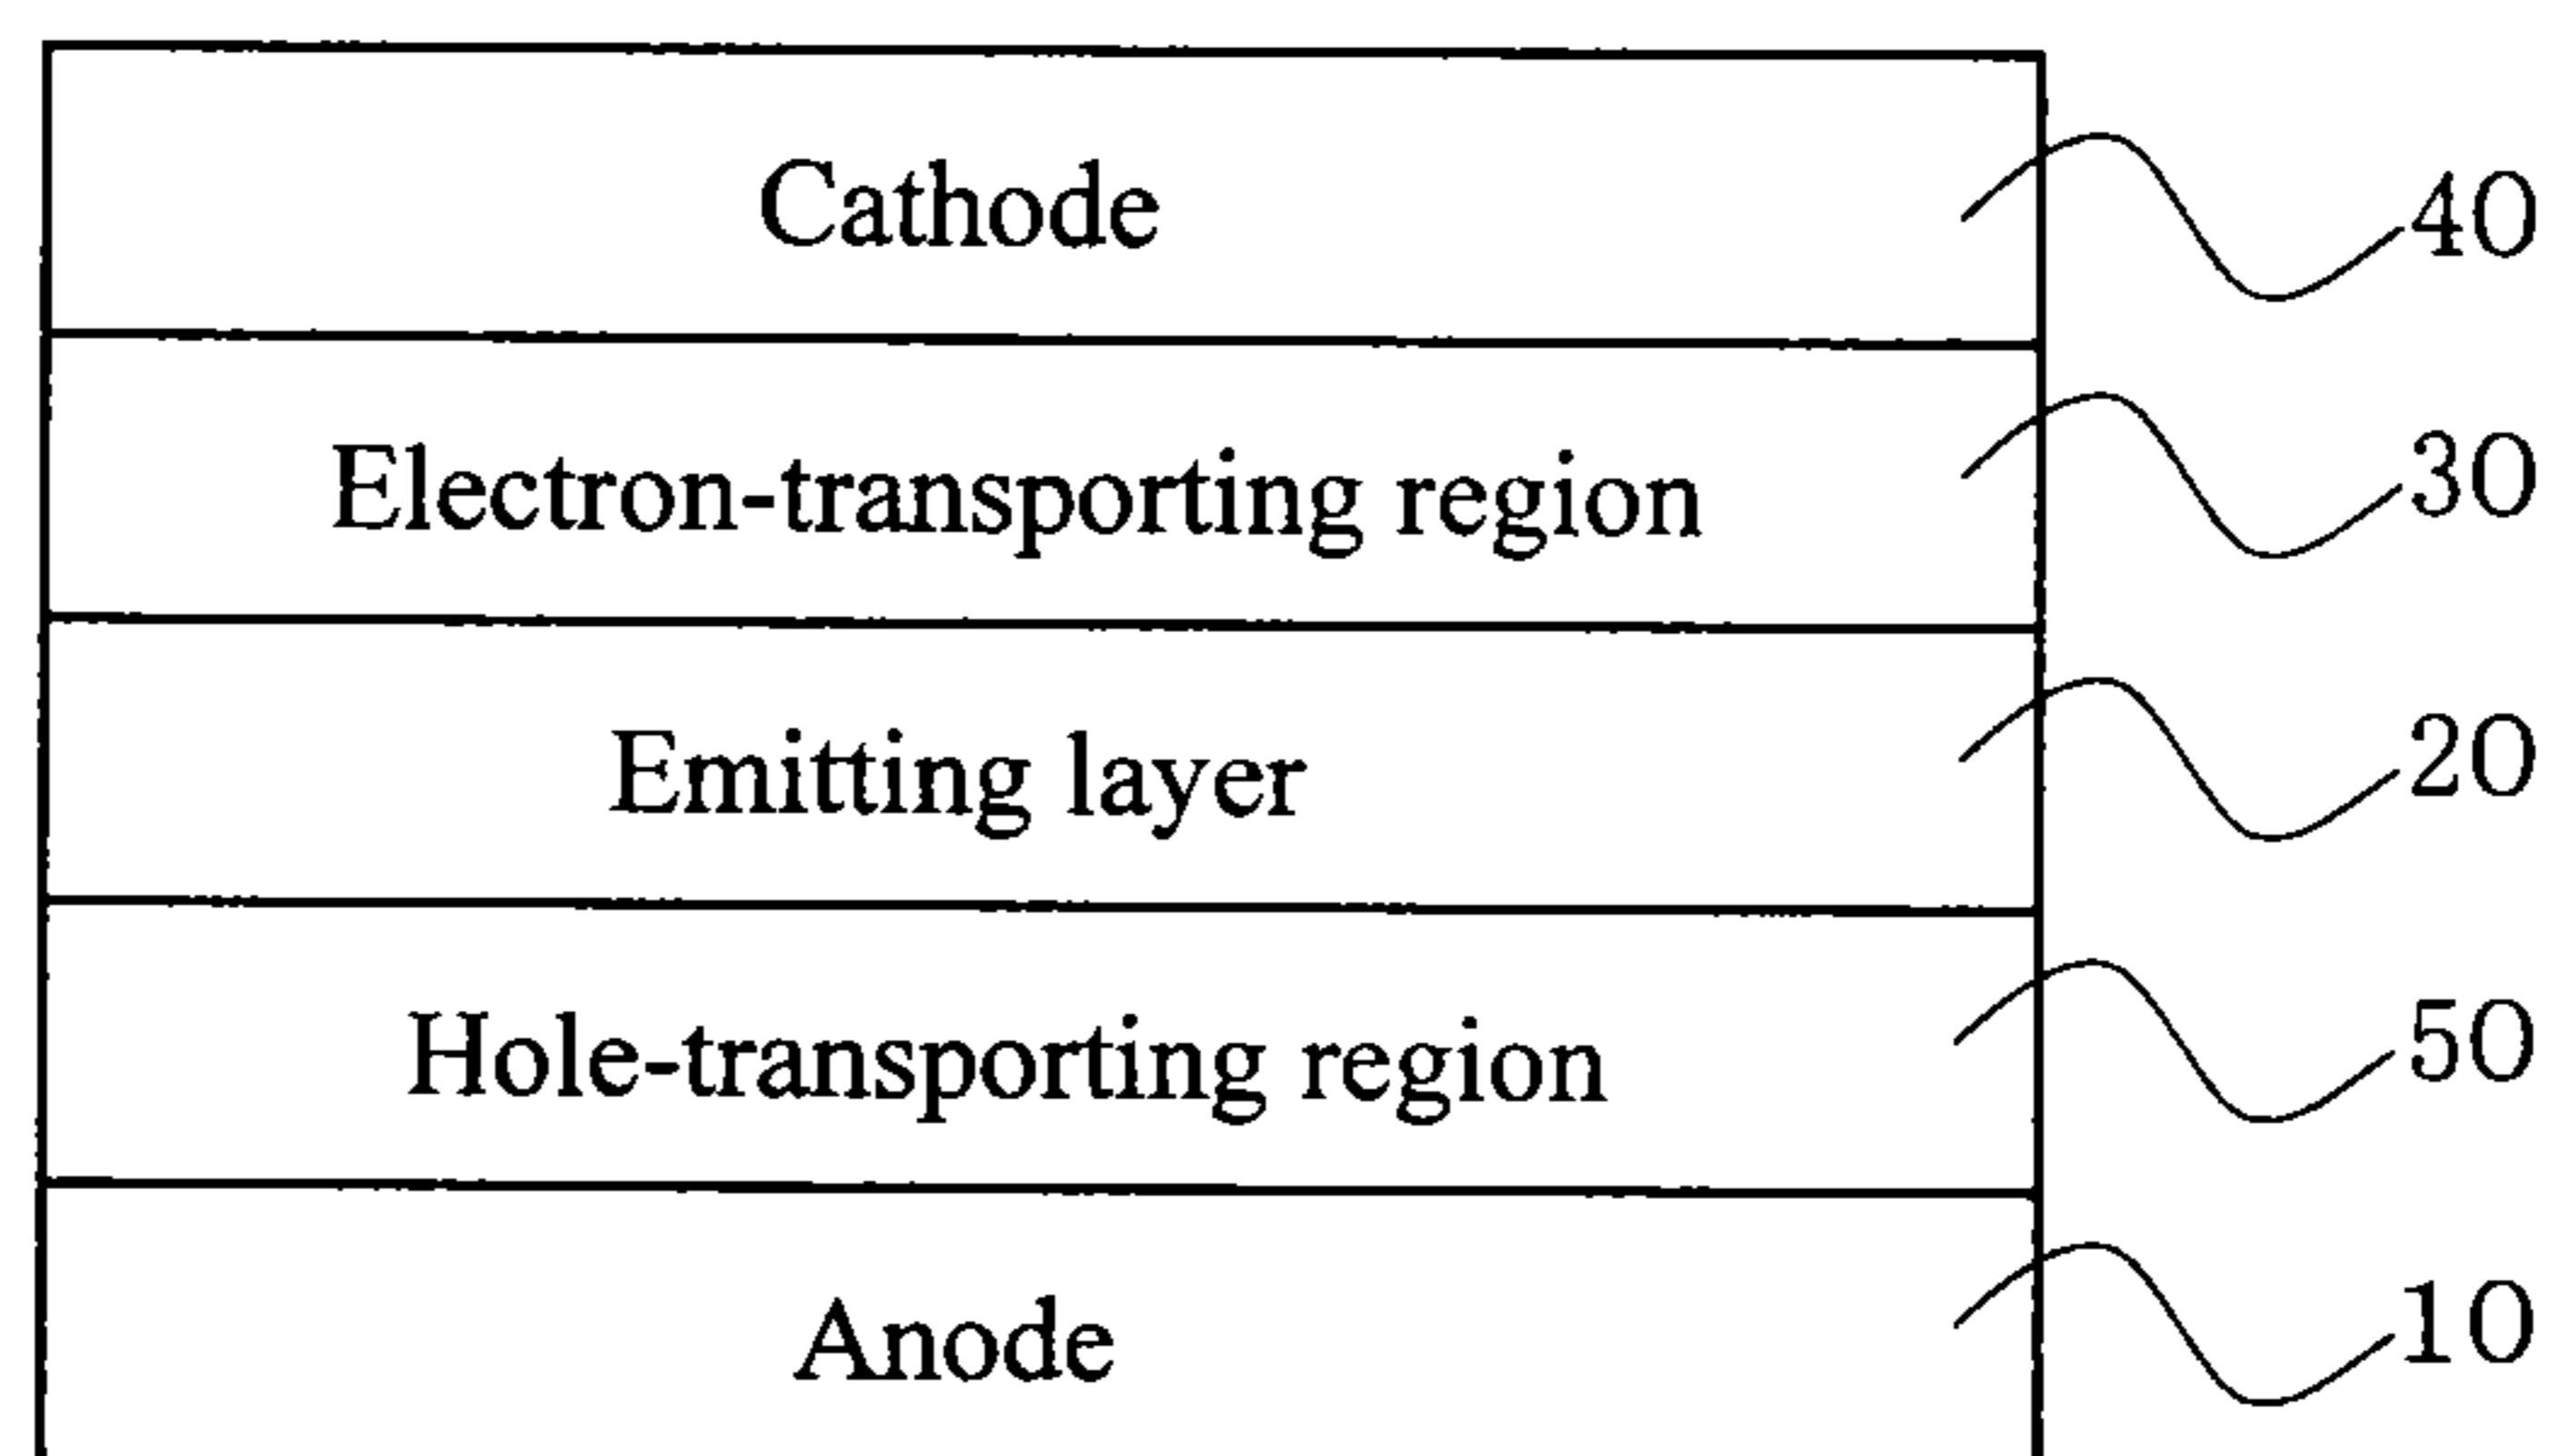 Cathode 40
Electron-transporting region 30
Emitting layer 20
Hole-transporting region 50
Anode 10